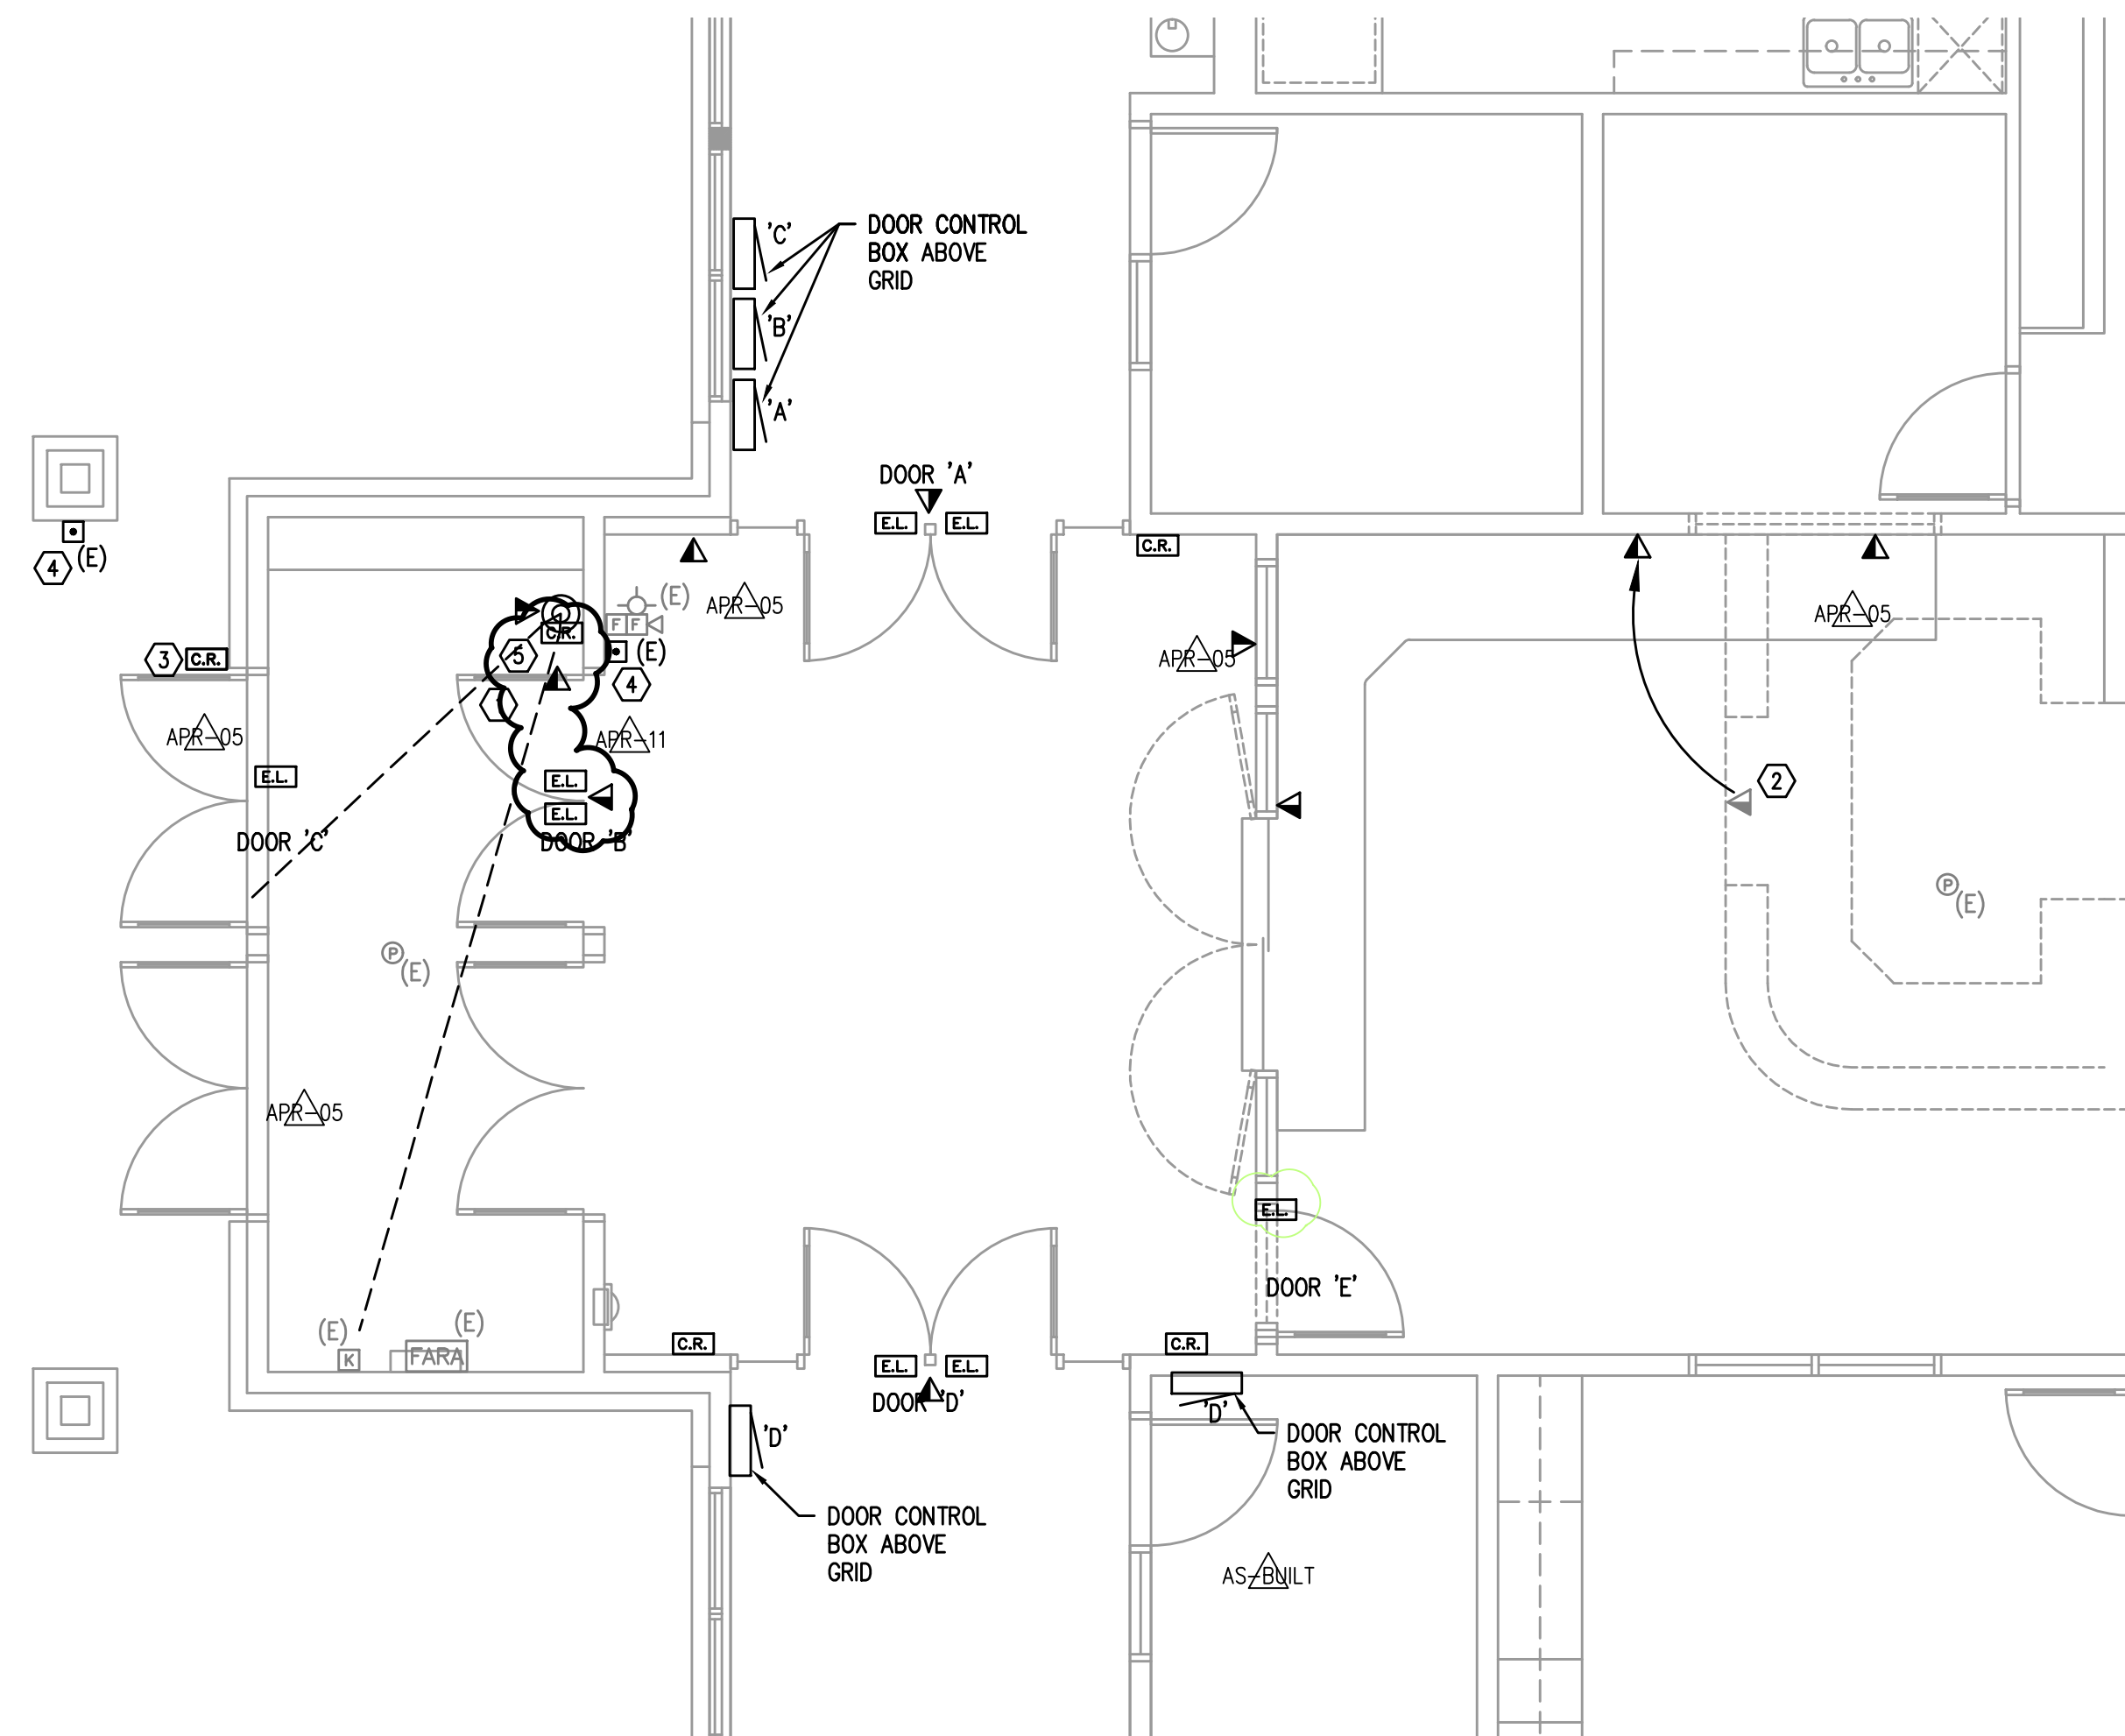 'C'
DOOR CONTROL
BOX ABOVE
GRID
'B'
'A'
DOOR 'A'
E.L.
E.L.
C.R.
4
(E)
(E)
APR-05
F F
C.R.
APR-05
3
C.R.
5
(E)
APR-05
4
APR-05
APR-11
E.L.
E.L.
E.L.
2
DOOR 'C'
DOOR 'B'
P
(E)
P
(E)
APR-05
E.L.
DOOR 'E'
(E)
(E)
K
FARA
C.R.
C.R.
E.L.
E.L.
DOOR 'D'
'D'
'D'
DOOR CONTROL
BOX ABOVE
GRID
DOOR CONTROL
BOX ABOVE
GRID
AS-BUILT